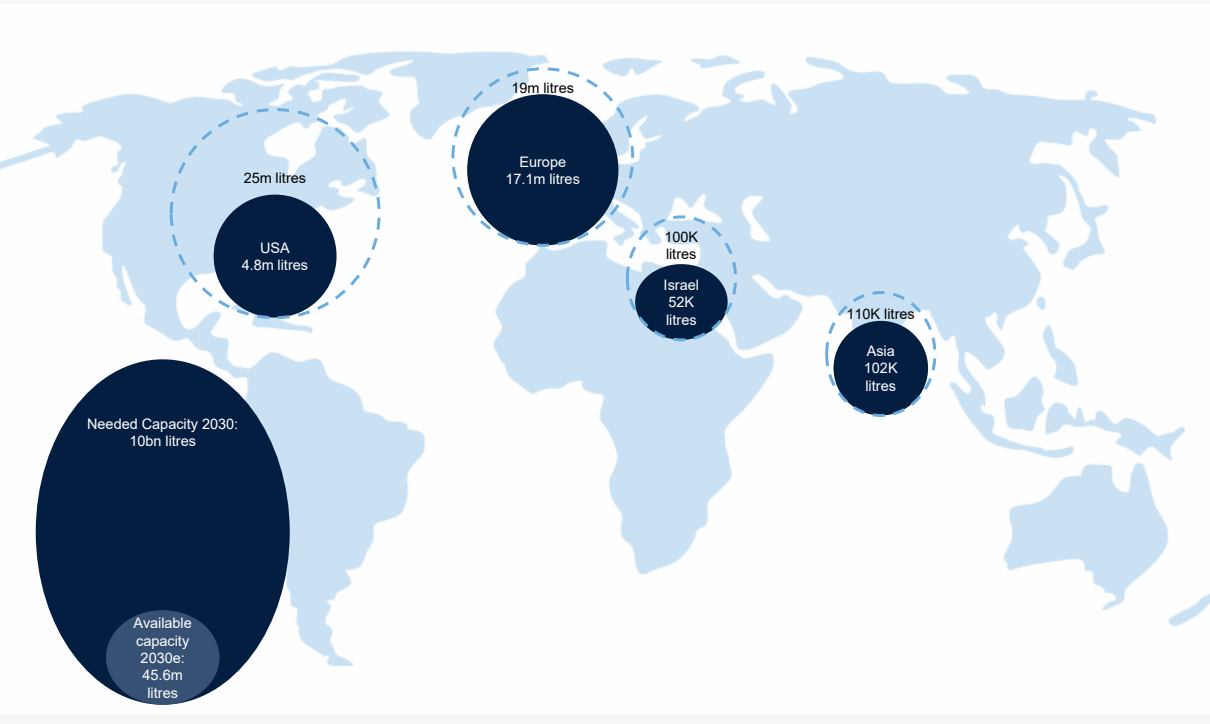 19m litres
Europe
17.1m litres
25m litres
USA
4.8m litres
100K
litres
Israel
52K
litres
110K litres
Asia
102K
litres
Needed Capacity 2030:
10bn litres
Available
capacity
2030e:
45.6m
litres